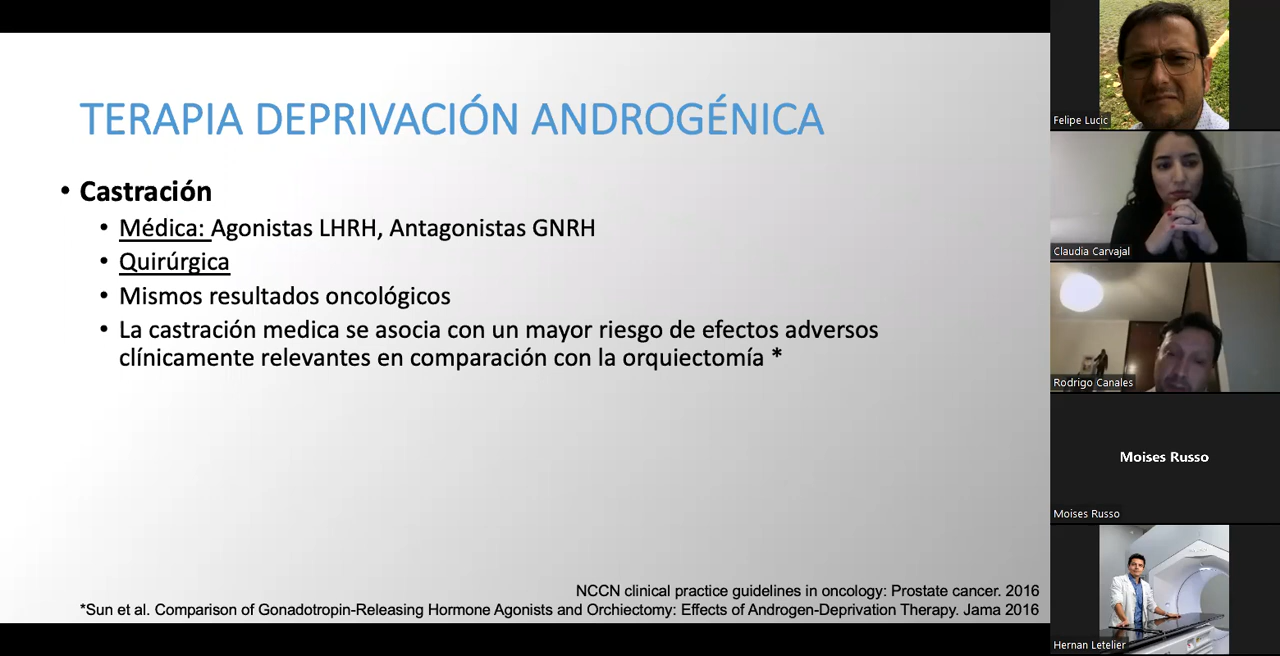 TERAPIA DEPRIVACIÓN ANDROGÉNICA
• Castración
• Médica: Agonistas LHRH, Antagonistas GNRH
• Quirúrgica
• Mismos resultados oncológicos
• La castración medica se asocia con un mayor riesgo de efectos adversos
clínicamente relevantes en comparación con la orquiectomía *
NCCN clinical practice guidelines in oncology: Prostate cancer. 2016
*Sun et al. Comparison of Gonadotropin-Releasing Hormone Agonists and Orchiectomy: Effects of Androgen-Deprivation Therapy. Jama 2016
Felipe Lucic
Claudia Carvajal
Rodrigo Canales
Moises Russo
Moises Russo
Hernan Letelier